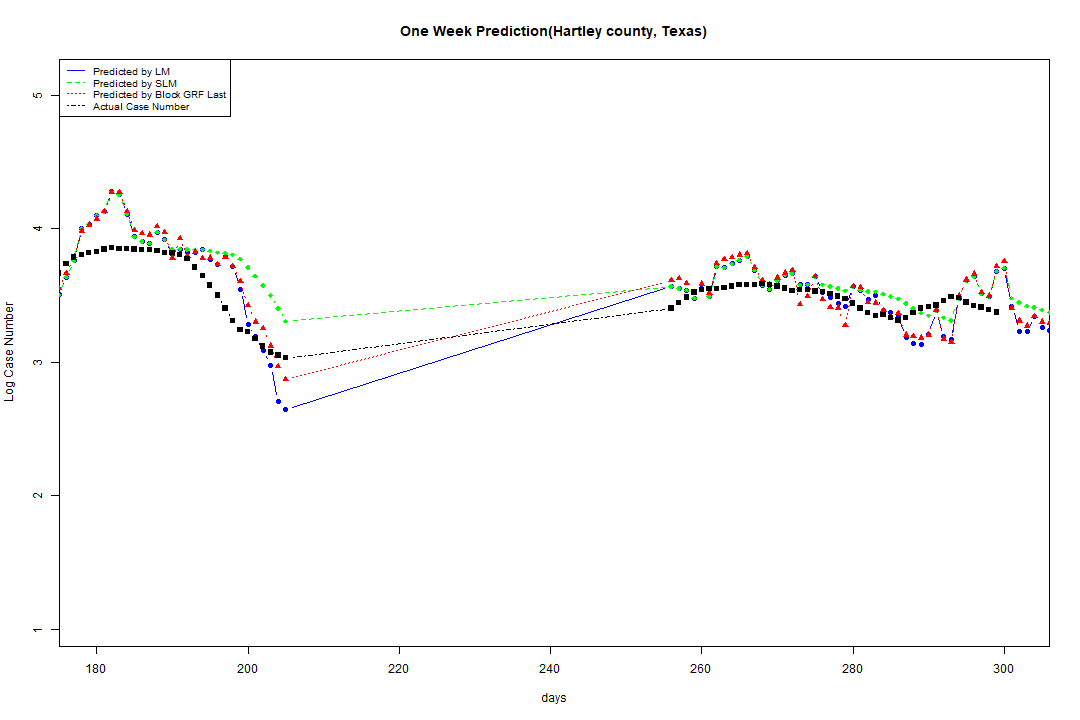 One Week Prediction(Hartley county, Texas)
Predicted by LM
Predicted by SLM
Predicted by Block GRF Last
Actual Case Number
5
4
3
2
1
Log Case Number
180 200 220 240 260 280 300
days